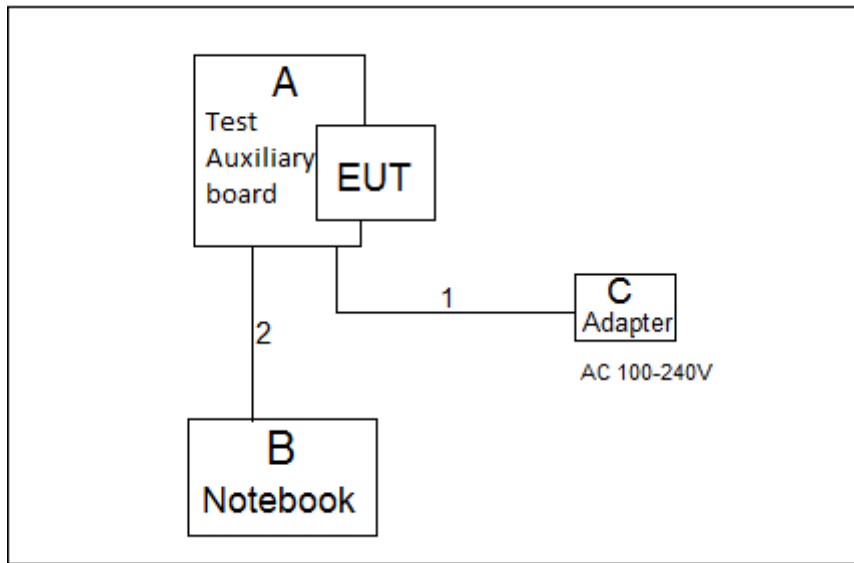 A
Test
Auxiliary
board
EUT
1
C
Adapter
AC 100-240V
2
B
Notebook